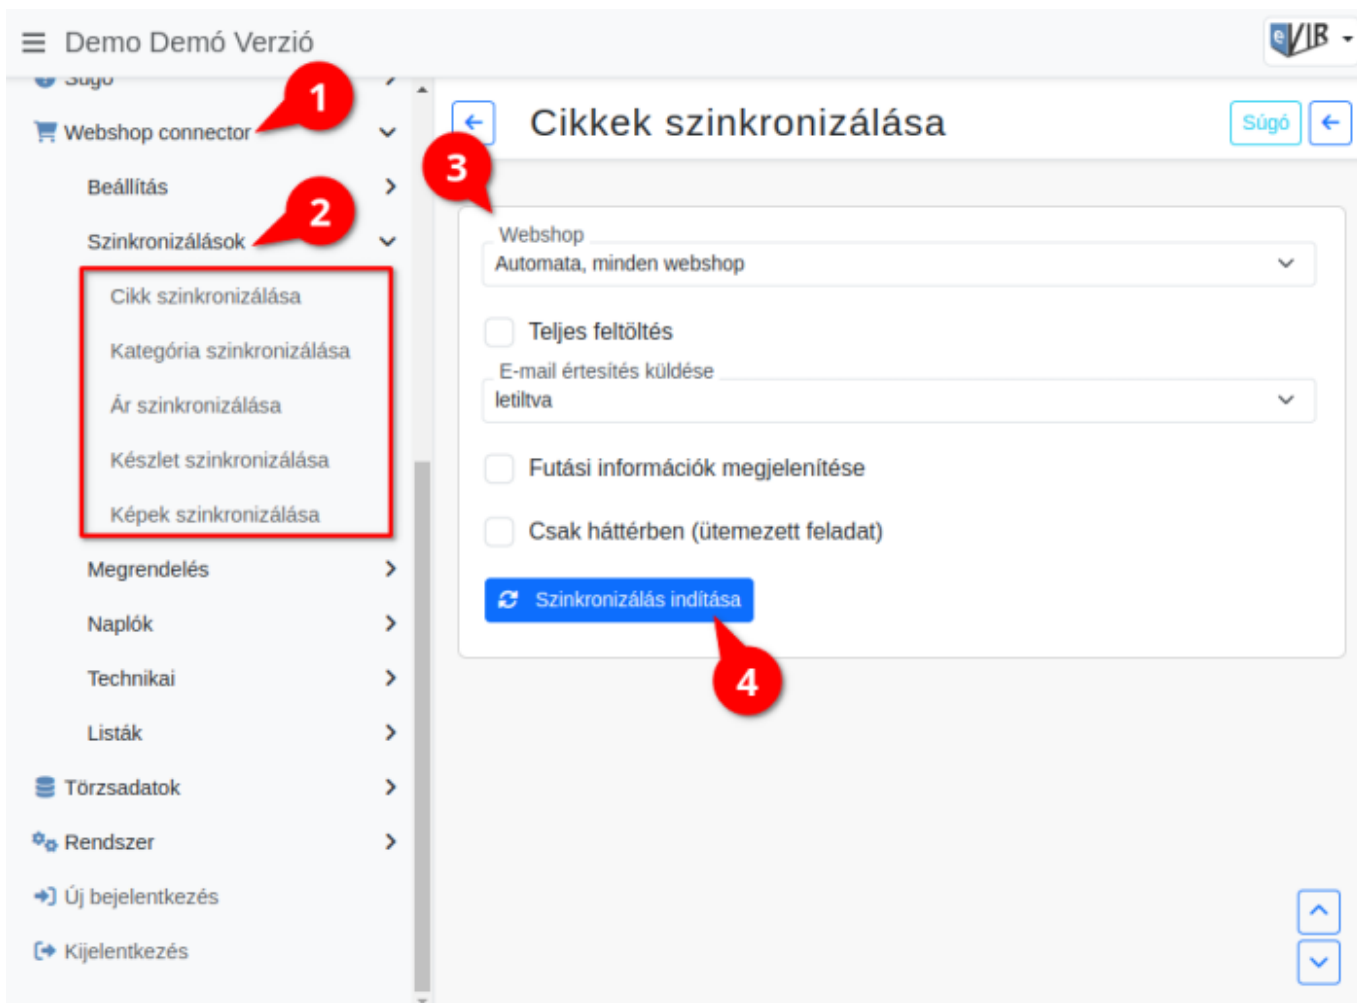 Demo Demó Verzió
eVIR
Súgó
1
Webshop connector
Beállítás
2
Szinkronizálások
Cikk szinkronizálása
Kategória szinkronizálása
Ár szinkronizálása
Készlet szinkronizálása
Képek szinkronizálása
Megrendelés
Naplók
Technikai
Listák
Törzsadatok
Rendszer
Új bejelentkezés
Kijelentkezés
Cikkek szinkronizálása
Súgó
3
Webshop
Automata, minden webshop
Teljes feltöltés
E-mail értesítés küldése
letiltva
Futási információk megjelenítése
Csak háttérben (ütemezett feladat)
Szinkronizálás indítása
4